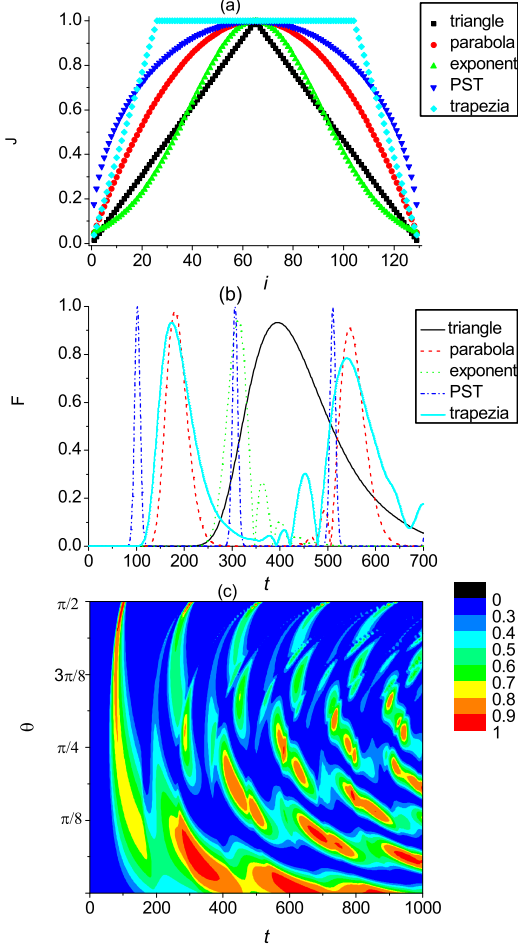 (a)
1.0
0.8
0.6
0.4
0.2
0.0
J
0 20 40 60 80 100 120
i
triangle
parabola
exponent
PST
trapezia
(b)
1.0
0.8
0.6
0.4
0.2
0.0
F
0 100 200 300 400 500 600 700
t
triangle
parabola
exponent
PST
trapezia
(c)
π/2
3π/8
π/4
π/8
θ
0 200 400 600 800 1000
t
0
0.3
0.4
0.5
0.6
0.7
0.8
0.9
1